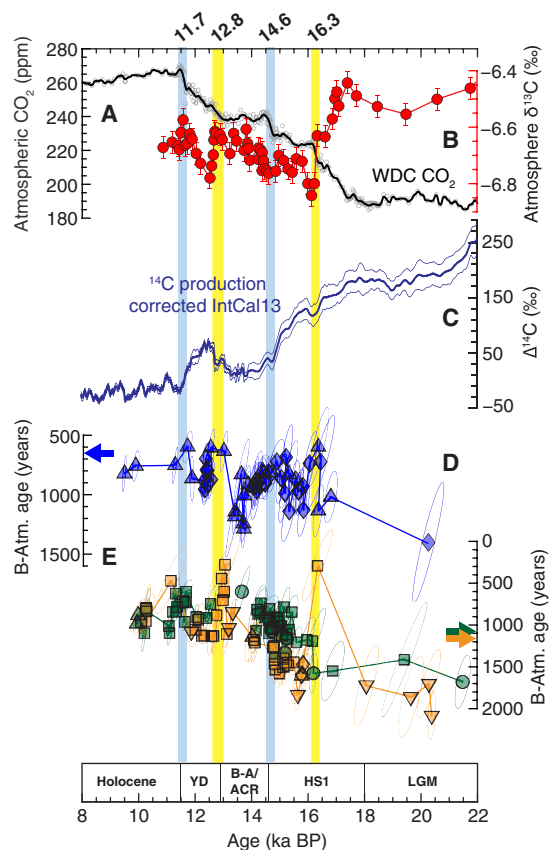 11.7
12.8
14.6
16.3
280
260
240
220
200
180
Atmospheric CO2 (ppm)
A
B
WDC CO2
−6.4
−6.6
−6.8
Atmosphere δ13C (‰)
14C production
corrected IntCal13
C
250
150
50
−50
Δ14C (‰)
500
1000
1500
B-Atm. age (years)
D
E
0
500
1000
1500
2000
B-Atm. age (years)
Holocene
YD
B-A/
ACR
HS1
LGM
8
10
12
14
16
18
20
22
Age (ka BP)